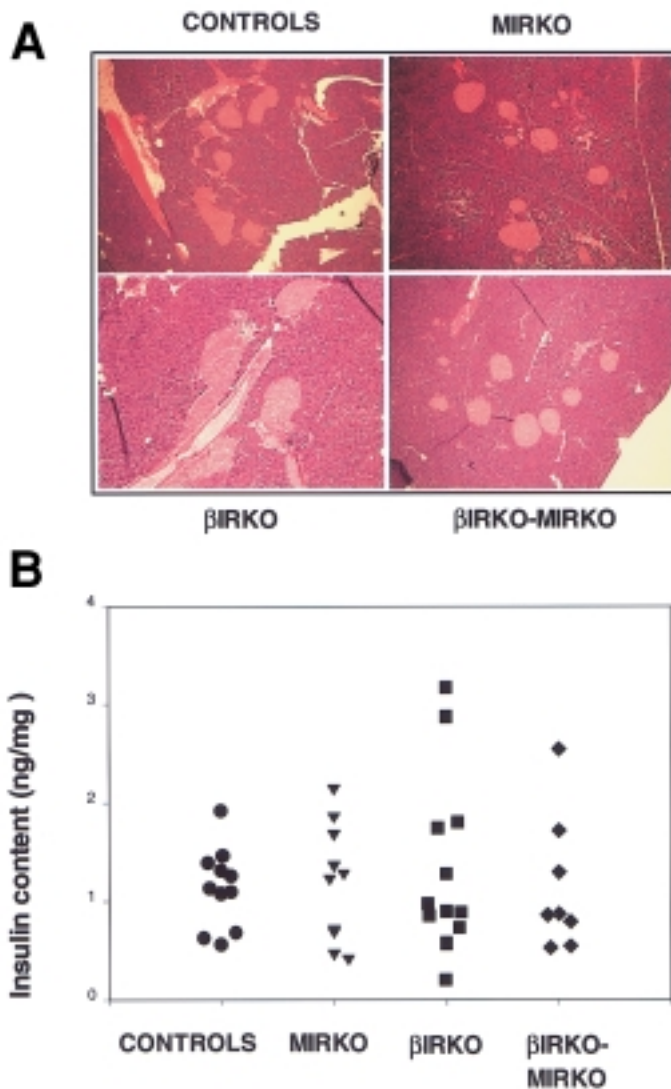 A
CONTROLS MIRKO
βIRKO βIRKO-MIRKO
B
4
3
2
1
0
Insulin content (ng/mg )
CONTROLS MIRKO βIRKO βIRKO-
MIRKO